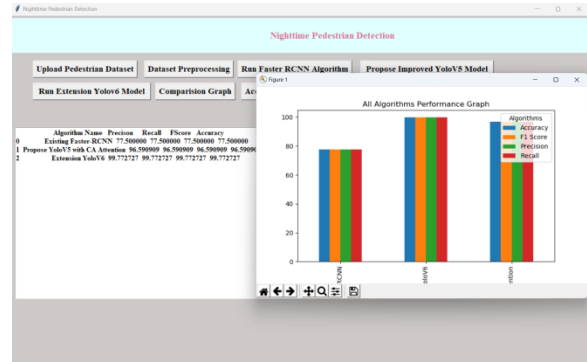 Nighttime Pedestrian Detection
Nighttime Pedestrian Detection
Upload Pedestrian Dataset Dataset Preprocessing Run Faster RCNN Algorithm Propose Improved YoloV5 Model
Run Extension Yolov6 Model Comparision Graph
Figure 1
Algorithm Name Precison Recall FScore Accuracy
0 Existing Faster-RCNN 77.500000 77.500000 77.500000 77.500000
1 Propose YoloV5 with CA Attention 96.590909 96.590909 96.590909
2 Extension YoloV6 99.772727 99.772727 99.772727 99.772727
All Algorithms Performance Graph
Algorithms
Accuracy
F1 Score
Precision
Recall
100
80
60
40
20
0
RCNN
oloV6
ention